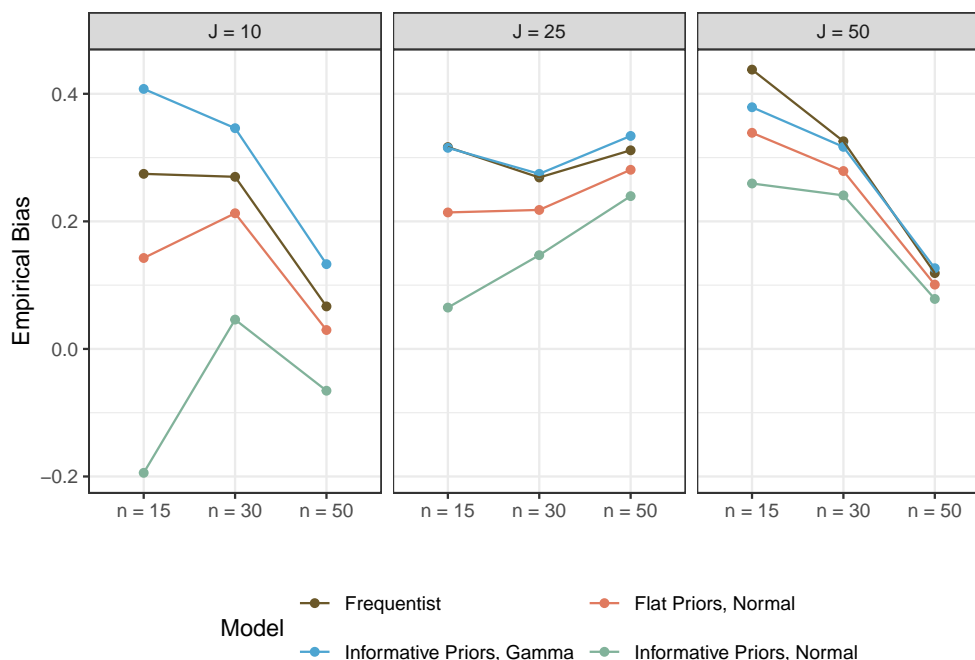 J = 10
J = 25
J = 50
Empirical Bias
0.4
0.2
0.0
−0.2
n = 15 n = 30 n = 50
n = 15 n = 30 n = 50
n = 15 n = 30 n = 50
Model
Frequentist
Flat Priors, Normal
Informative Priors, Gamma
Informative Priors, Normal